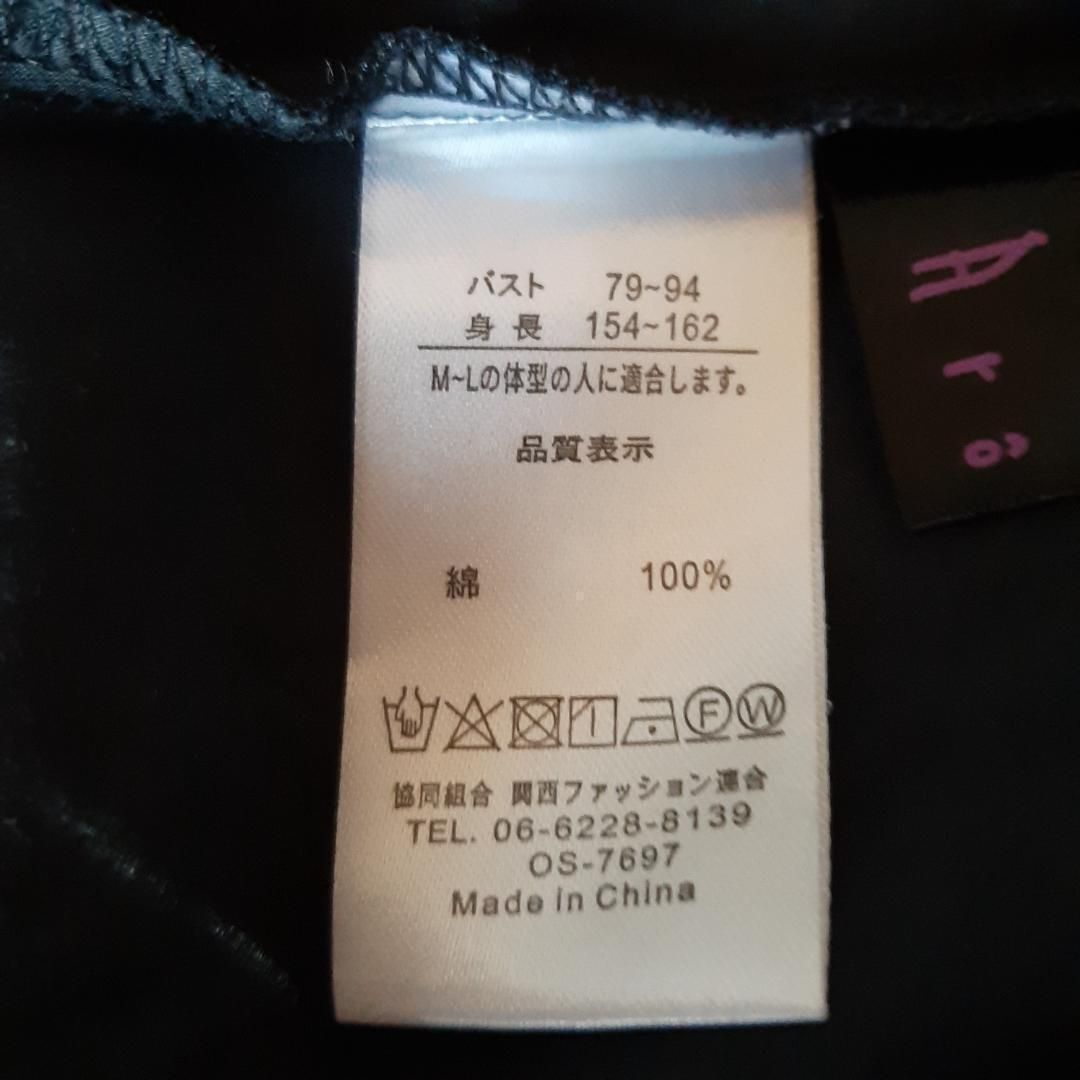 バスト 79~94
身長 154~162
M~Lの体型の人に適合します。
品質表示
綿 100%
F W
協同組合 関西ファッション連合
TEL. 06-6228-8139
OS-7697
Made in China
A r ô